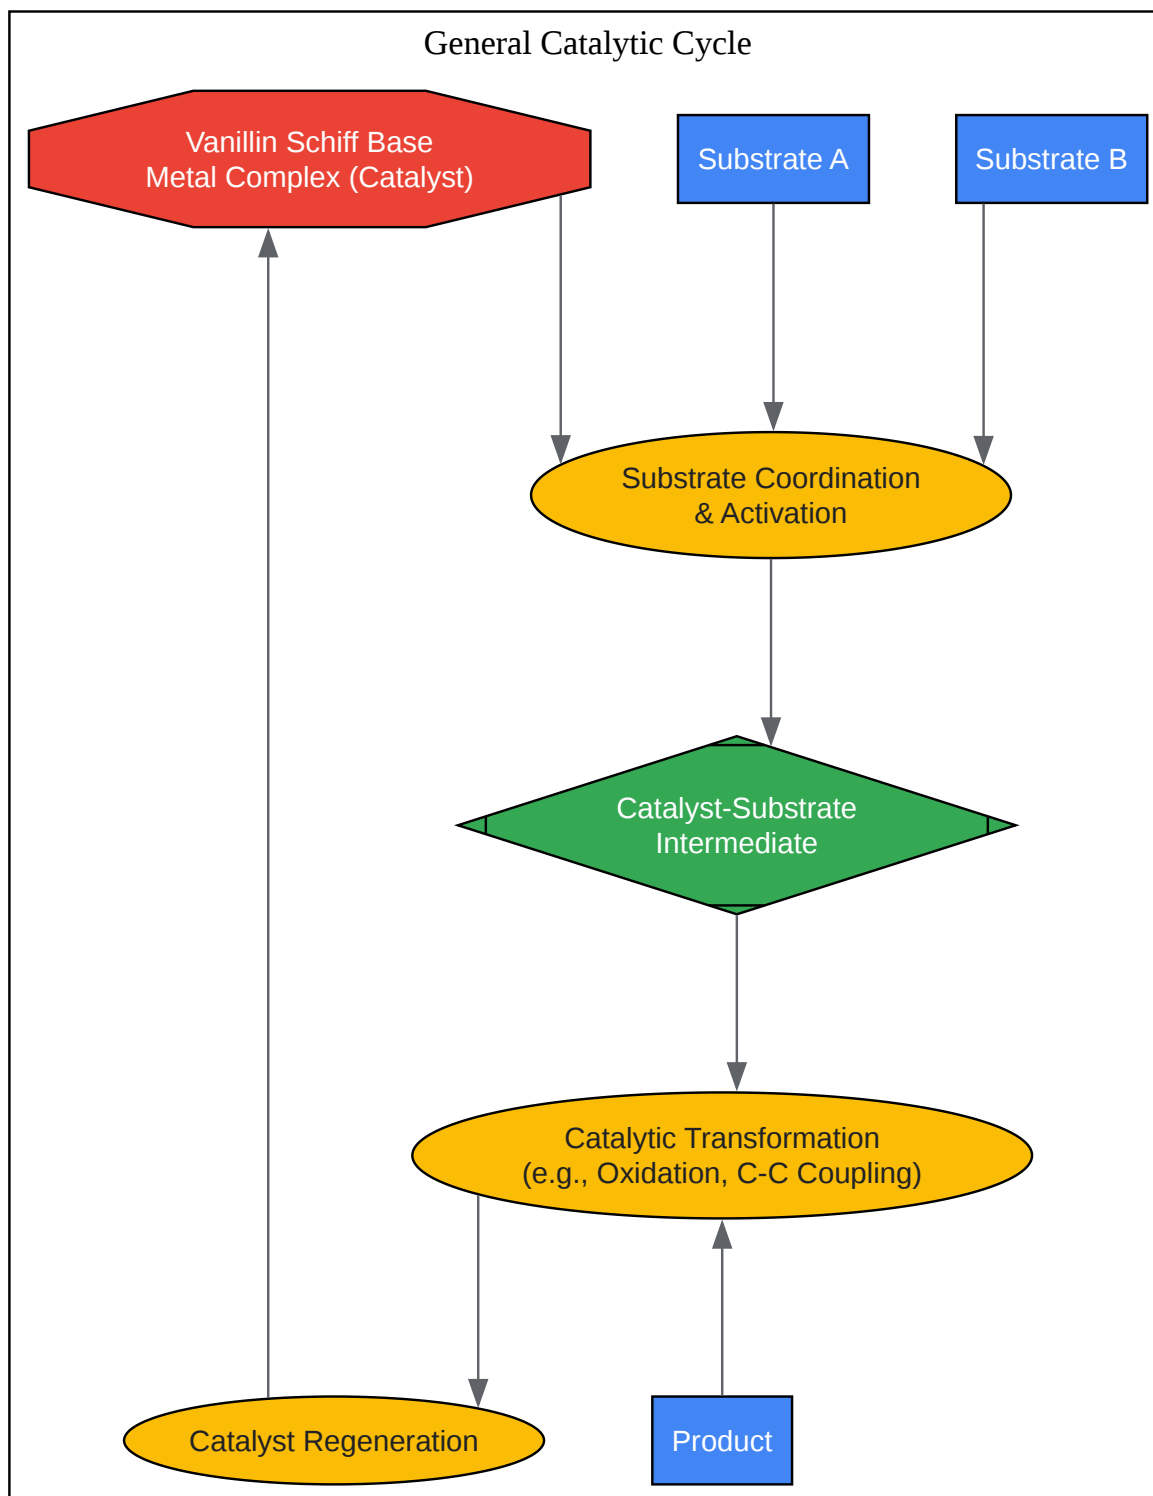 General Catalytic Cycle
Vanillin Schiff Base
Metal Complex (Catalyst)
Substrate A
Substrate B
Substrate Coordination
& Activation
Catalyst-Substrate
Intermediate
Catalytic Transformation
(e.g., Oxidation, C-C Coupling)
Catalyst Regeneration
Product